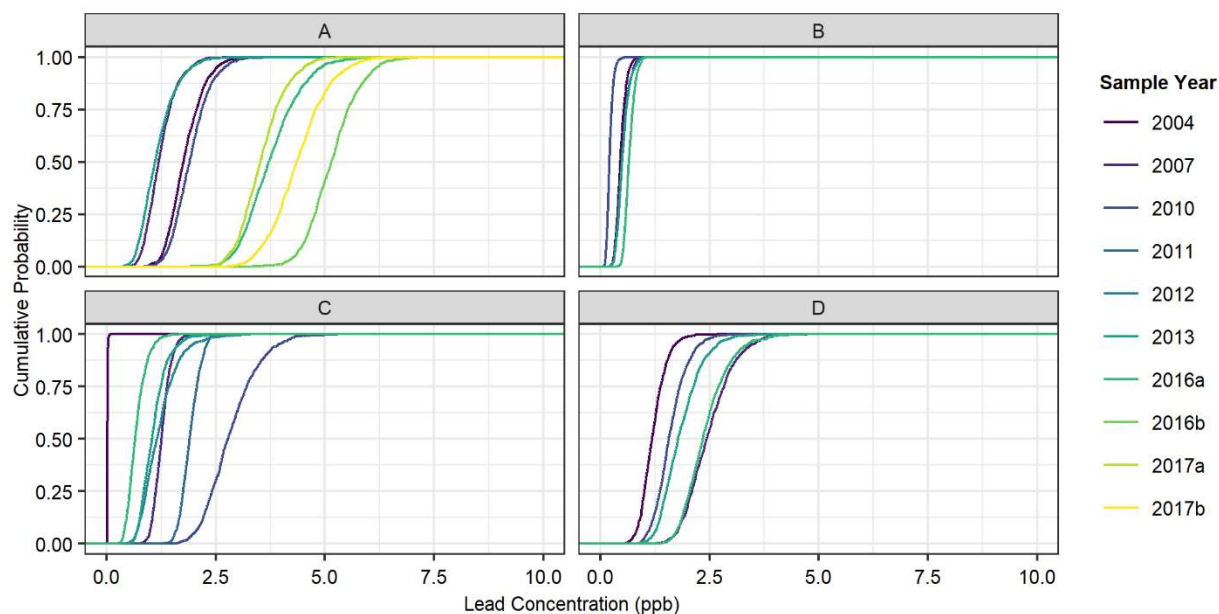 A
B
1.00
0.75
0.50
0.25
0.00
C
D
1.00
0.75
0.50
0.25
0.00
0.0 2.5 5.0 7.5 10.0
0.0 2.5 5.0 7.5 10.0
Lead Concentration (ppb)
Cumulative Probability
Sample Year
2004
2007
2010
2011
2012
2013
2016a
2016b
2017a
2017b